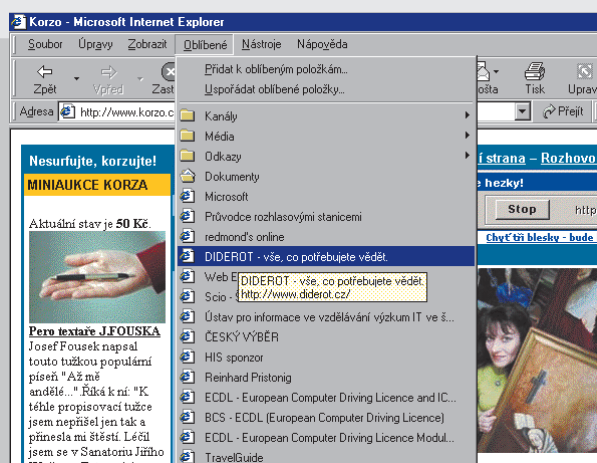 Korzo - Microsoft Internet Explorer
Soubor Úpravy Zobrazit Oblíbené Nástroje Nápověda
Zpět Vpřed Tisk
Adresa http://www.korzo.c Přejít
Přidat k oblíbeným položkám...
Uspořádat oblíbené položky...
Kanály
Média
Odkazy
Dokumenty
Microsoft
Průvodce rozhlasovými stanicemi
redmond's online
DIDEROT - vše, co potřebujete vědět.
Web
DIDEROT - vše, co potřebujete vědět.
http://www.diderot.cz/
Scio -
Ústav pro informace ve vzdělávání výzkum IT ve š...
ČESKÝ VÝBĚR
HIS sponzor
Reinhard Pristonig
ECDL - European Computer Driving Licence and IC...
BCS - ECDL (European Computer Driving Licence)
ECDL - European Computer Driving Licence Modul...
TravelGuide
Nesurfujte, korzujte!
MINIAUKCE KORZA
Aktuální stav je 50 Kč.
Pero textaře J.FOUSKA
Josef Fousek napsal
touto tužkou populární
píseň "Až mě
andělé...".Říká k ní: "K
téhle propisovací tužce
jsem nepřišel jen tak a
přinesla mi štěstí. Léčil
jsem se v Sanatoriu Jiřího
í strana – Rozhovo
e hezky!
Stop http
Chyť tři blesky - bude